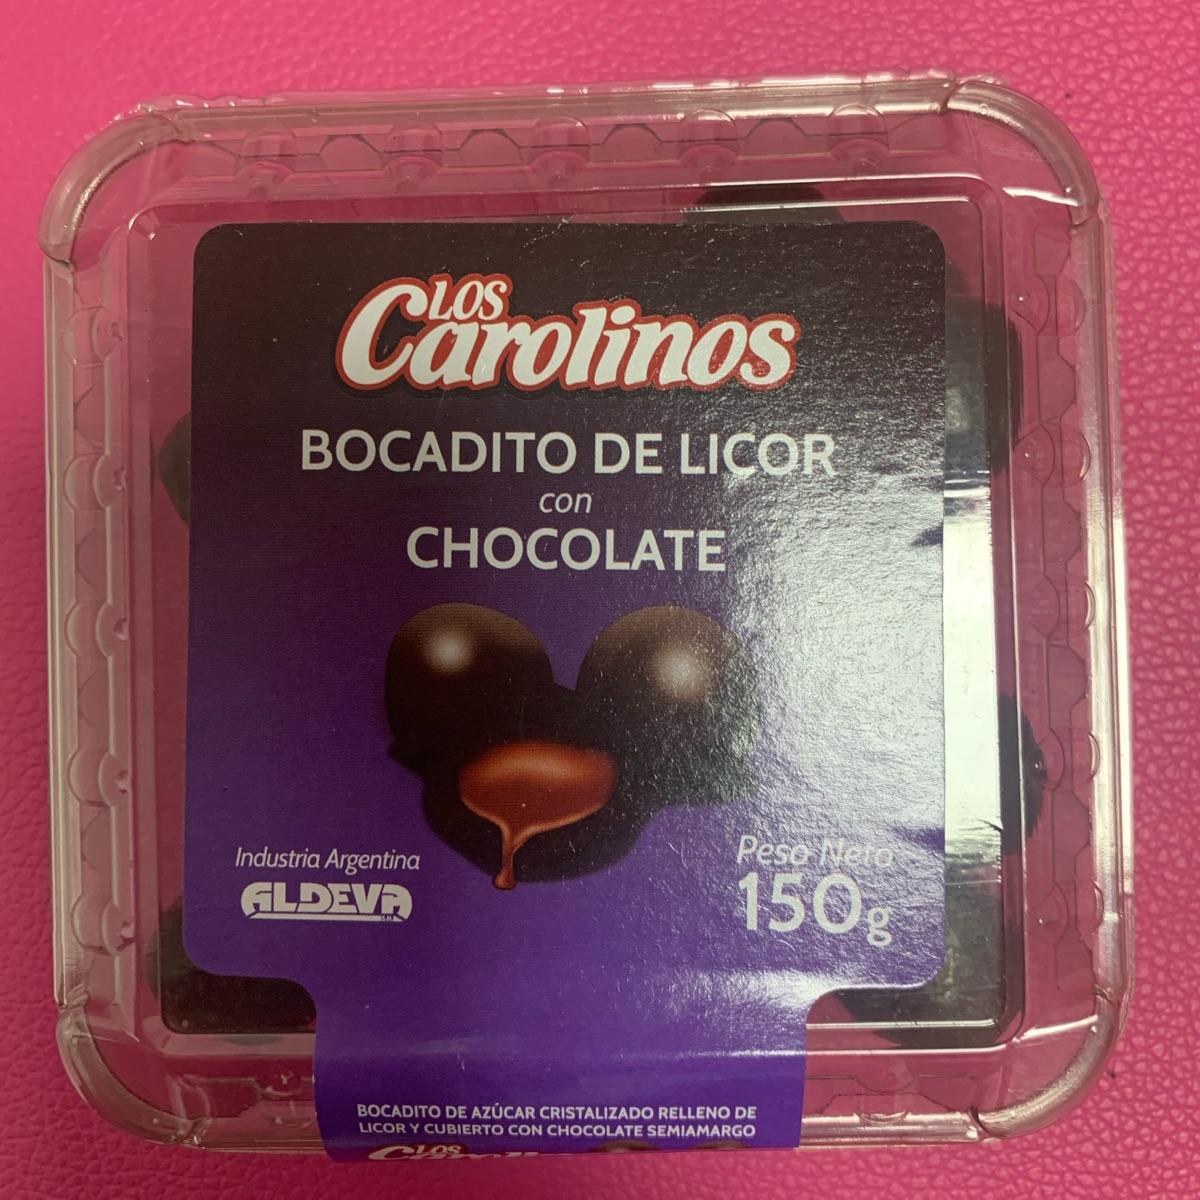 LOS
Carolinos
BOCADITO DE LICOR
con
CHOCOLATE
Industria Argentina
ALDEVA
Peso Neto
150g
BOCADITO DE AZÚCAR CRISTALIZADO RELLENO DE
LICOR Y CUBIERTO CON CHOCOLATE SEMIAMARGO
LOS